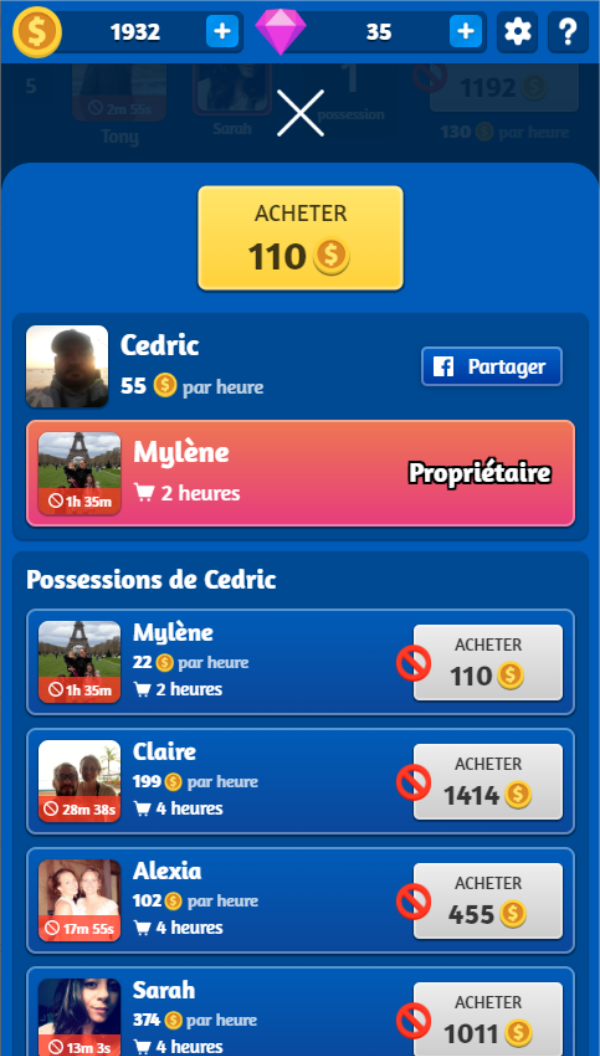 1932
35
5
1
1192
2m 55s
possession
Tony
Sarah
130 par heure
ACHETER
110
Cedric
55 par heure
Partager
Mylène
2 heures
1h 35m
Propriétaire
Possessions de Cedric
Mylène
22 par heure
2 heures
1h 35m
ACHETER
110
Claire
199 par heure
4 heures
28m 38s
ACHETER
1414
Alexia
102 par heure
4 heures
17m 55s
ACHETER
455
Sarah
374 par heure
4 heures
13m 3s
ACHETER
1011